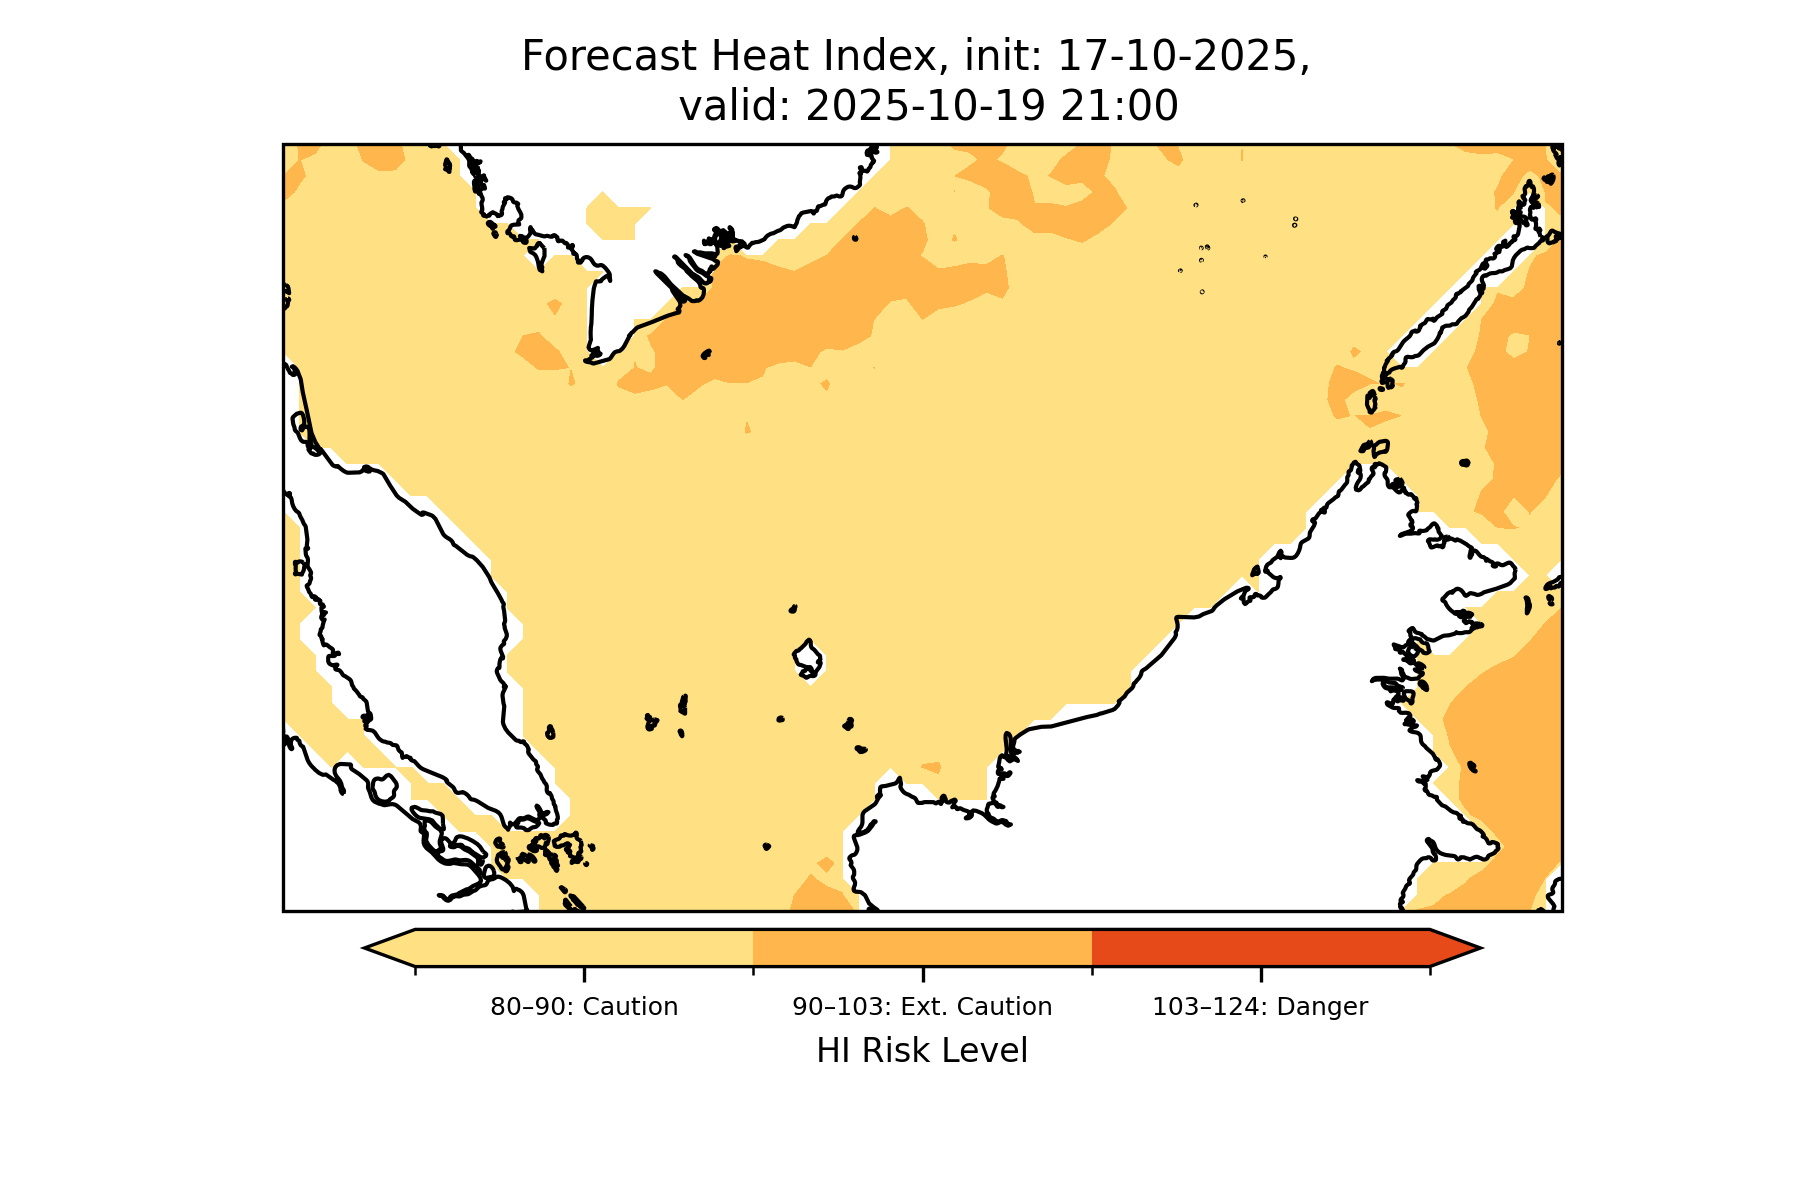 Forecast Heat Index, init: 17-10-2025,
valid: 2025-10-19 21:00
80–90: Caution
90–103: Ext. Caution
103–124: Danger
HI Risk Level